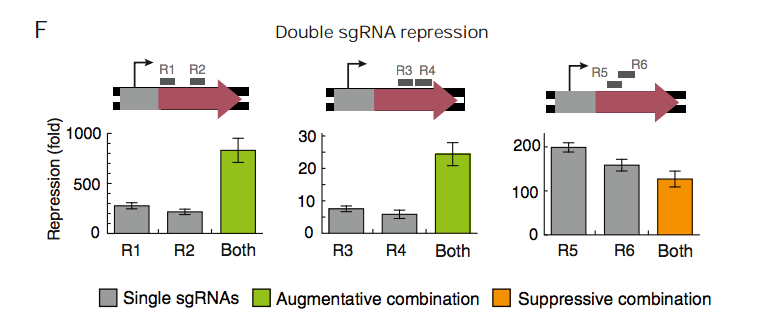 F
Double sgRNA repression
R1 R2
R3 R4
R5 R6
Repression (fold)
1000
500
0
R1 R2 Both
30
20
10
0
R3 R4 Both
200
100
0
R5 R6 Both
Single sgRNAs Augmentative combination Suppressive combination